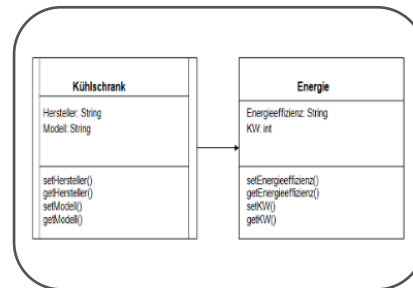 Kühlschrank
Hersteller: String
Modell: String
setHersteller()
getHersteller()
setModell()
getModell()
Energie
Energieeffizienz: String
KW: int
setEnergieeffizienz()
getEnergieeffizienz()
setKW()
getKW()